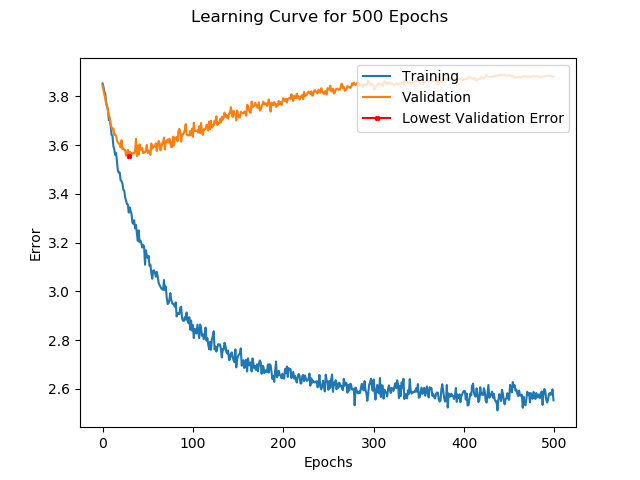 Learning Curve for 500 Epochs
Training
Validation
Lowest Validation Error
3.8
3.6
3.4
3.2
3.0
2.8
2.6
Error
0 100 200 300 400 500
Epochs